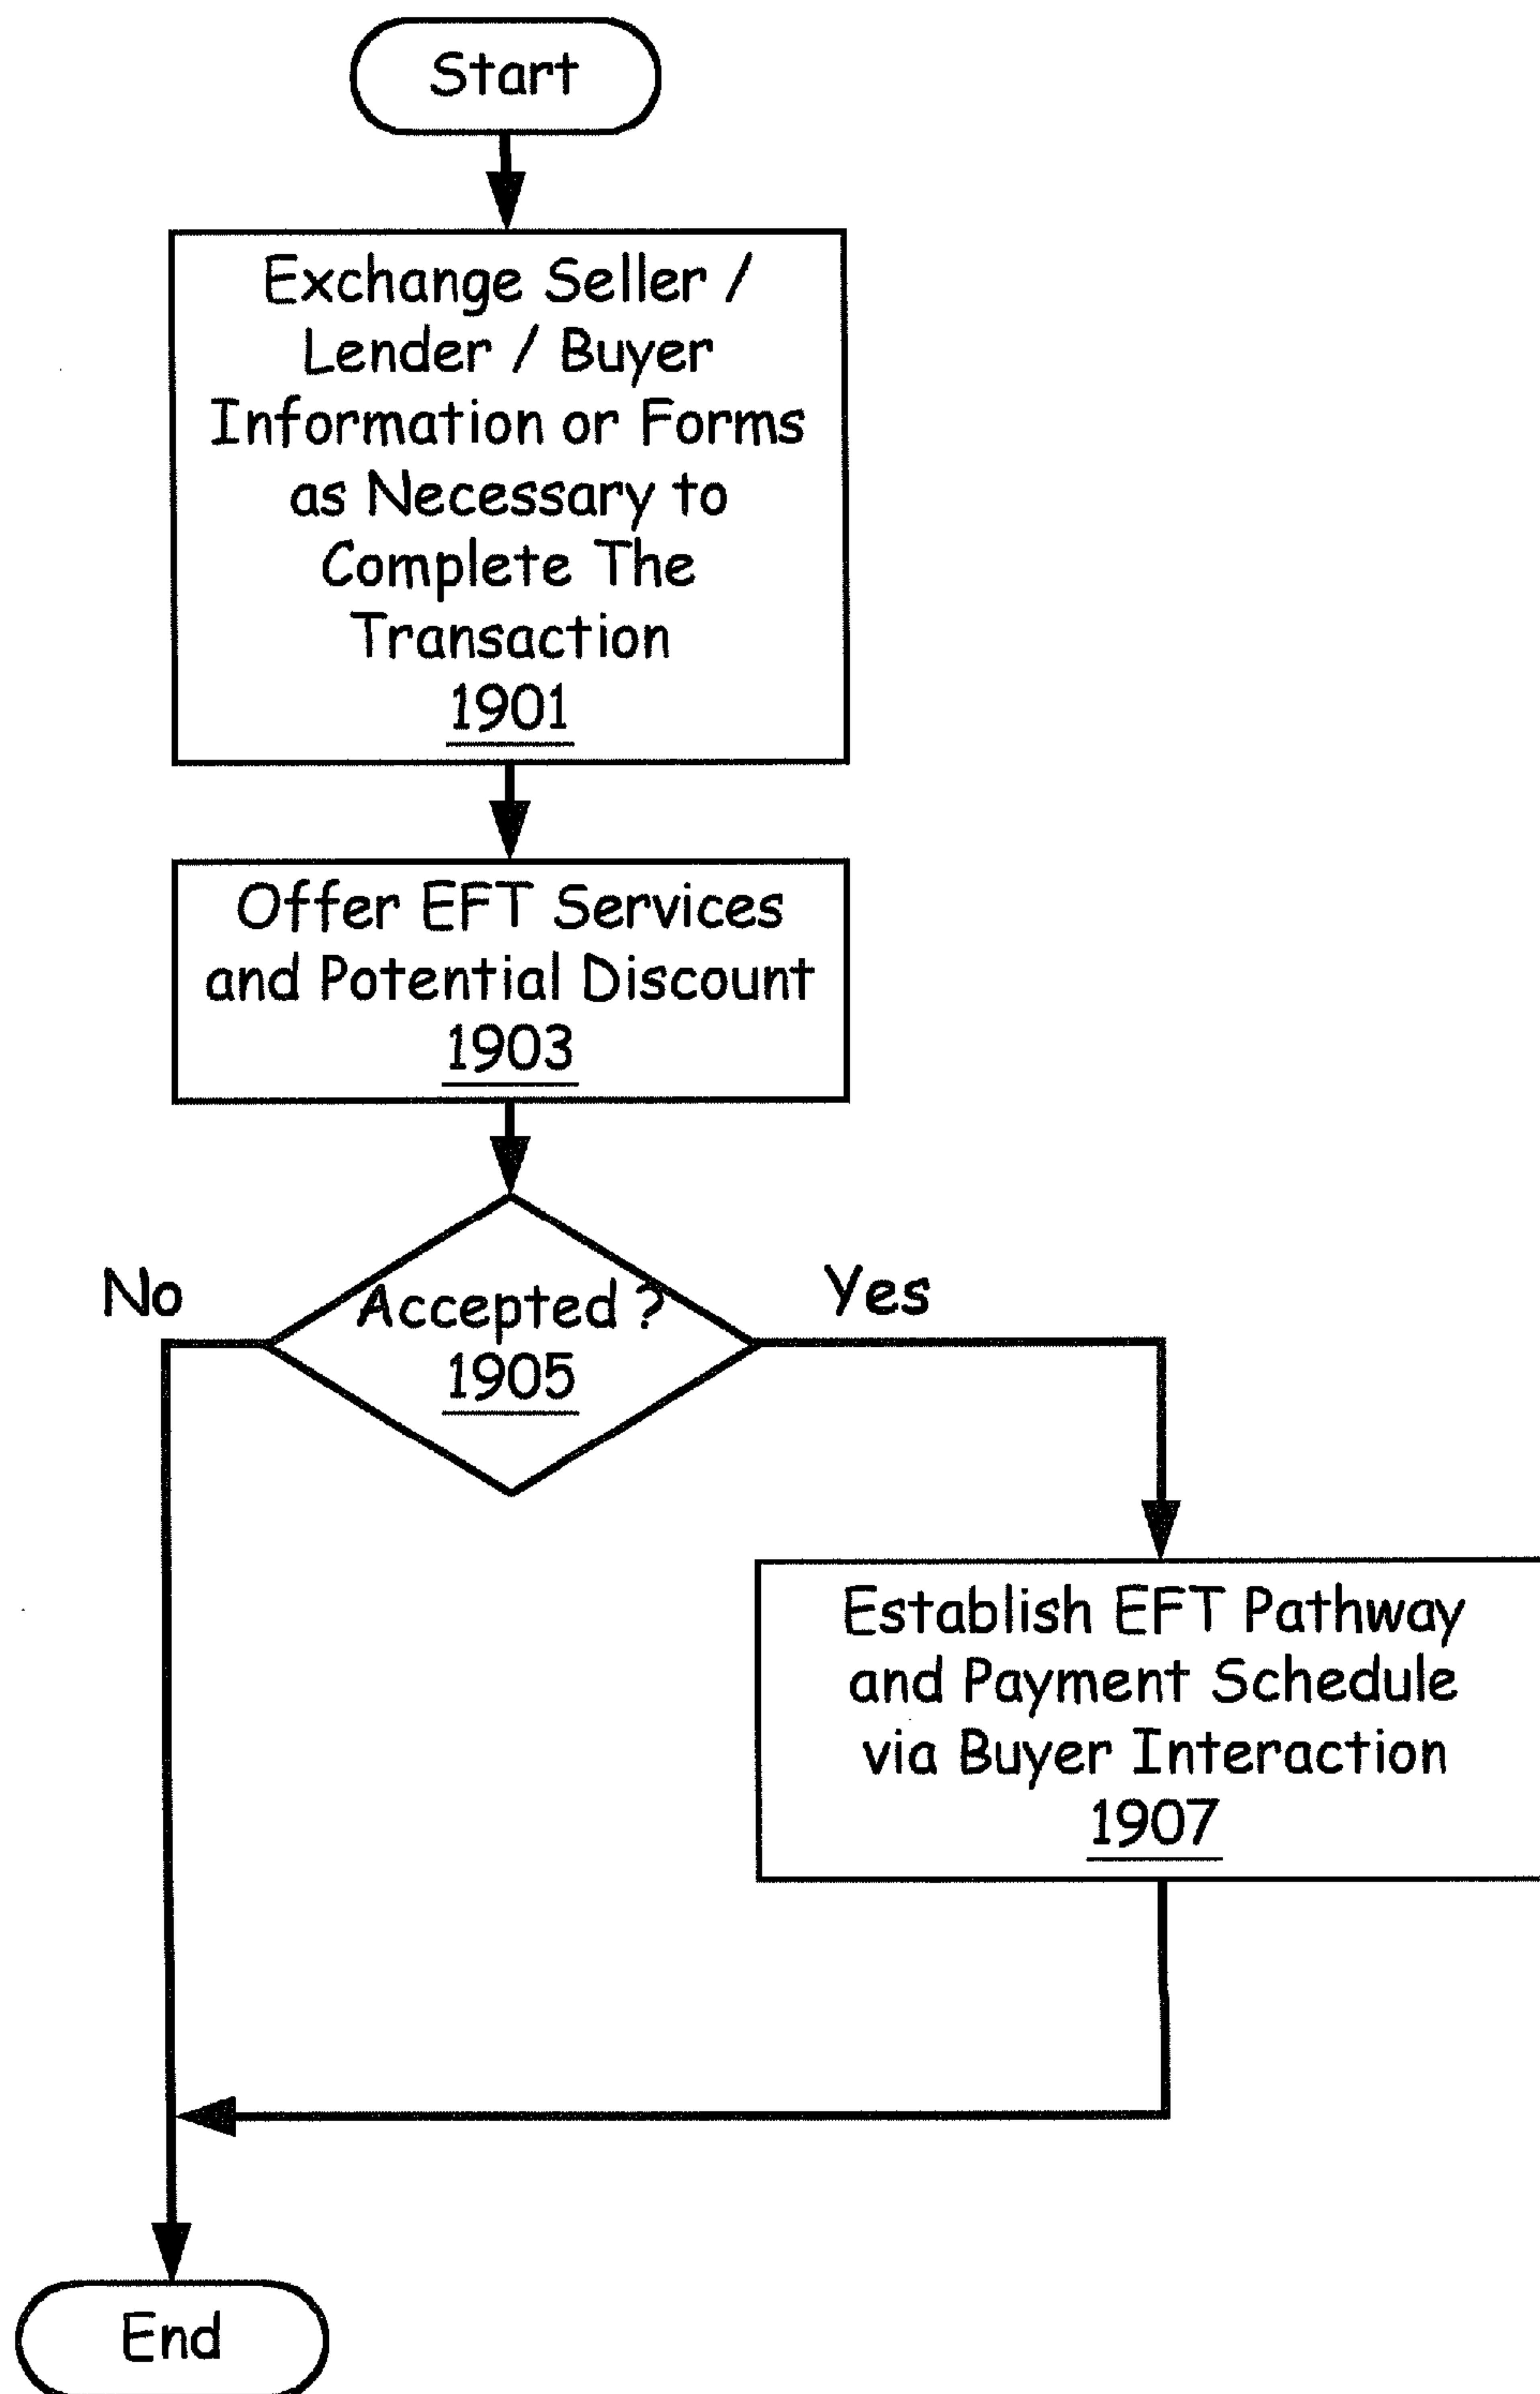 Start
Exchange Seller /
Lender / Buyer
Information or Forms
as Necessary to
Complete The
Transaction
1901
Offer EFT Services
and Potential Discount
1903
No
Accepted ?
1905
Yes
Establish EFT Pathway
and Payment Schedule
via Buyer Interaction
1907
End